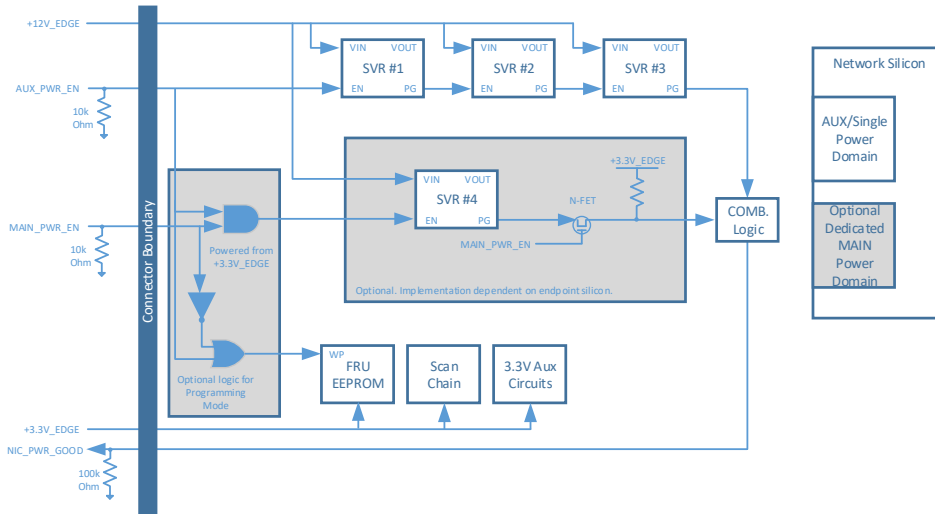 +12V_EDGE
VIN VOUT
SVR #1
EN PG
VIN VOUT
SVR #2
EN PG
VIN VOUT
SVR #3
EN PG
Network Silicon
AUX_PWR_EN
10k
Ohm
AUX/Single
Power
Domain
+3.3V_EDGE
VIN VOUT
SVR #4
EN PG
N-FET
MAIN_PWR_EN
COMB.
Logic
Optional
Dedicated
MAIN
Power
Domain
MAIN_PWR_EN
10k
Ohm
Connector Boundary
Powered from
+3.3V_EDGE
Optional. Implementation dependent on endpoint silicon.
Optional logic for
Programming
Mode
WP
FRU
EEPROM
Scan
Chain
3.3V Aux
Circuits
+3.3V_EDGE
NIC_PWR_GOOD
100k
Ohm